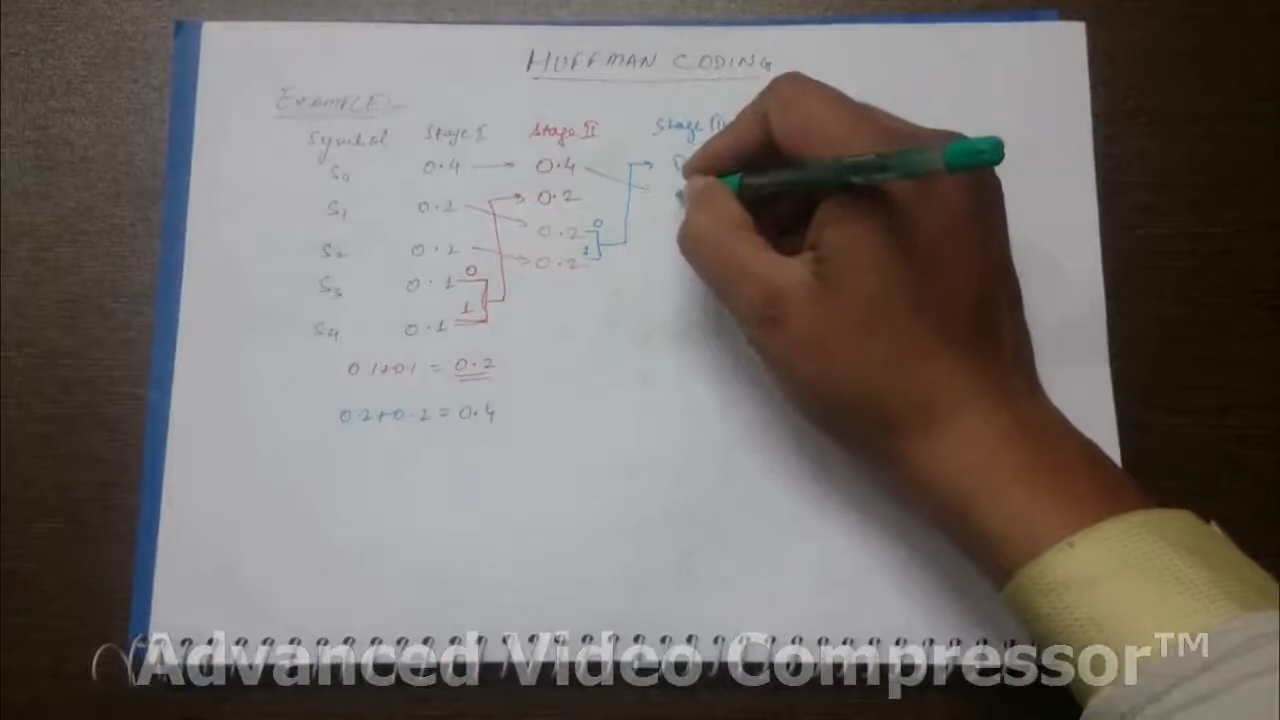 HUFFMAN CODING
EXAMPLE:
Symbol Stage I Stage II Stage III
S0 0.4 0.4
S1 0.2 0.2
S2 0.2 0.2 0
S3 0.1 0 0.2 1
S4 0.1 1
0.1+0.1 = 0.2
0.2+0.2 = 0.4
Advanced Video Compressor™